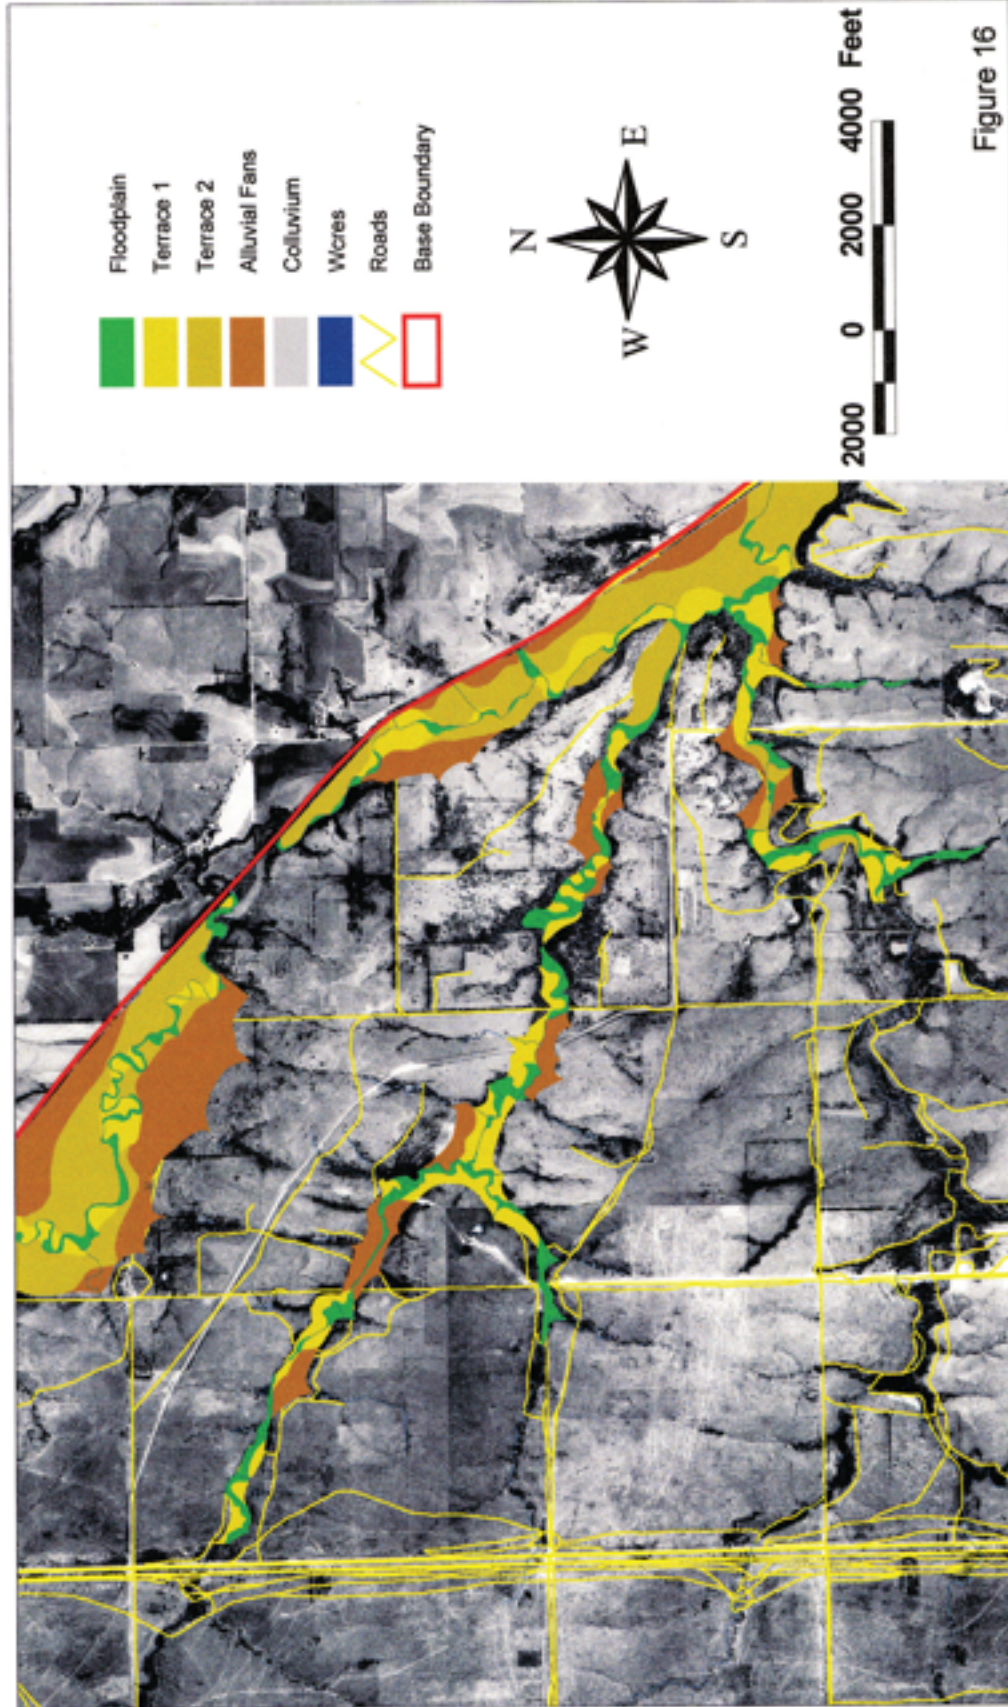 Floodplain
Terrace 1
Terrace 2
Alluvial Fans
Colluvium
Wcres
Roads
Base Boundary
N
W
E
S
2000 0 2000 4000 Feet
Figure 16